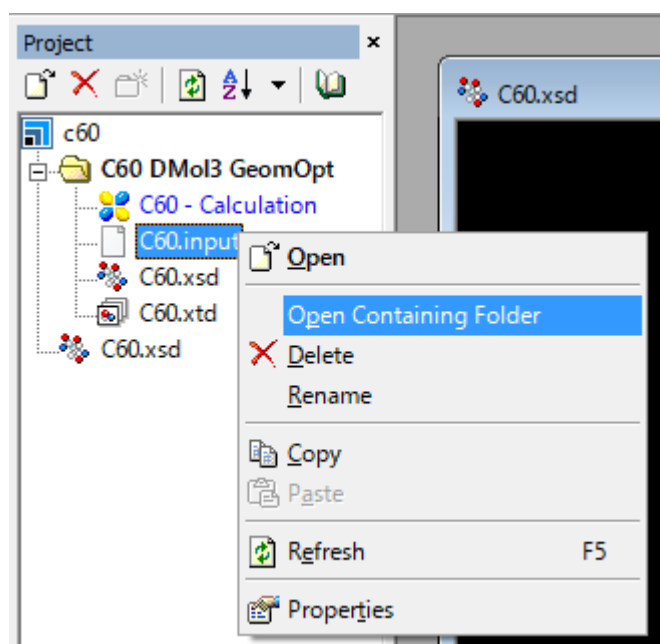 Project
C60.xsd
c60
C60 DMol3 GeomOpt
C60 - Calculation
C60.input
C60.xsd
C60.xtd
C60.xsd
Open
Open Containing Folder
Delete
Rename
Copy
Paste
Refresh F5
Properties